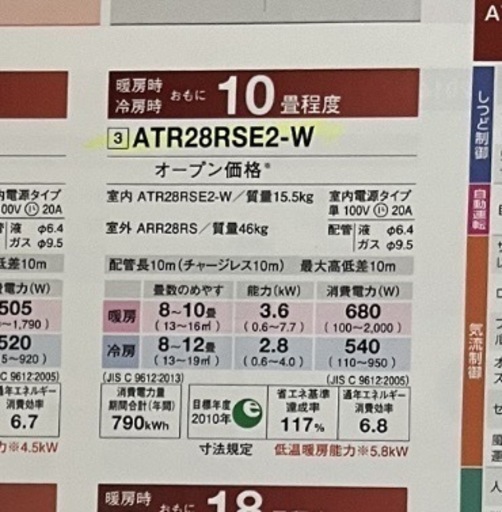 A
暖房時
冷房時
おもに 10 畳程度
3 ATR28RSE2-W
オープン価格※
室内 ATR28RSE2-W/質量15.5kg
室外 ARR28RS/質量46kg
室内電源タイプ
単 100V 20A
配管 液 φ6.4
ガス φ9.5
配管長10m(チャージレス10m) 最大高低差10m
畳数のめやす 能力(W) 消費電力(W)
暖房 8~10畳 3.6 680
(13~16㎡) (0.6~7.7) (100~2,000)
冷房 8~12畳 2.8 540
(13~19㎡) (0.6~4.0) (110~950)
(JIS C 9612:2013) (JIS C 9612:2005)
消費電力量
期間合計(年間)
790kWh
目標年度
2010年
e
省エネ基準
達成率
117%
通年エネルギー
消費効率
6.8
寸法規定 低温暖房能力※5.8kW
暖房時
おもに 18
内電源タイプ
00V 20A
管 液 φ6.4
ガス φ9.5
低差10m
費電力(W)
505
~1,790)
520
5~920)
S C 9612:2005)
通年エネルギー
消費効率
6.7
力※4.5kW
しつど制御
自動運転
気流制御